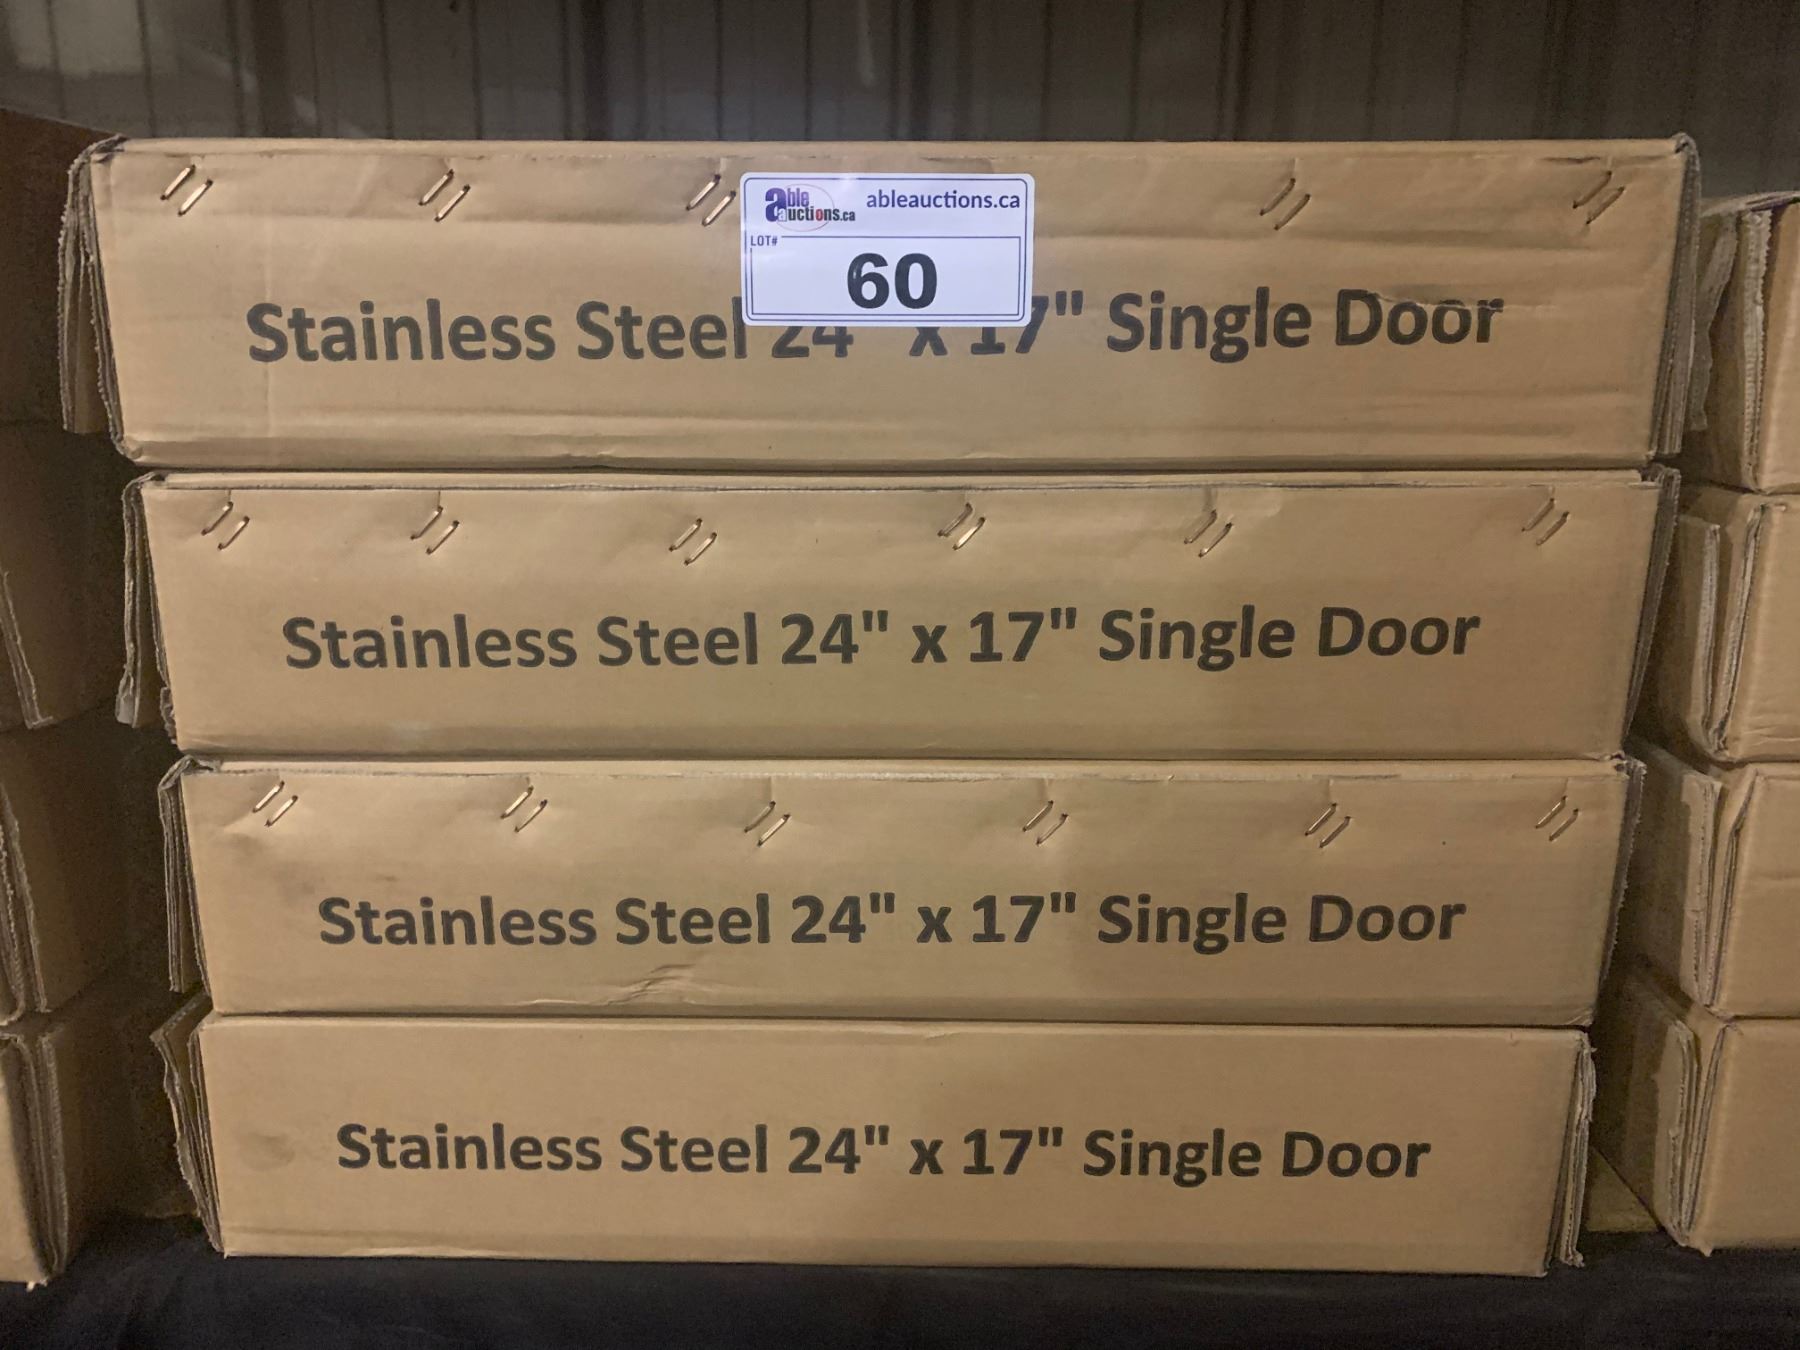 able auctions.ca
ableauctions.ca
LOT#
60
Stainless Steel 24" x 17" Single Door
Stainless Steel 24" x 17" Single Door
Stainless Steel 24" x 17" Single Door
Stainless Steel 24" x 17" Single Door